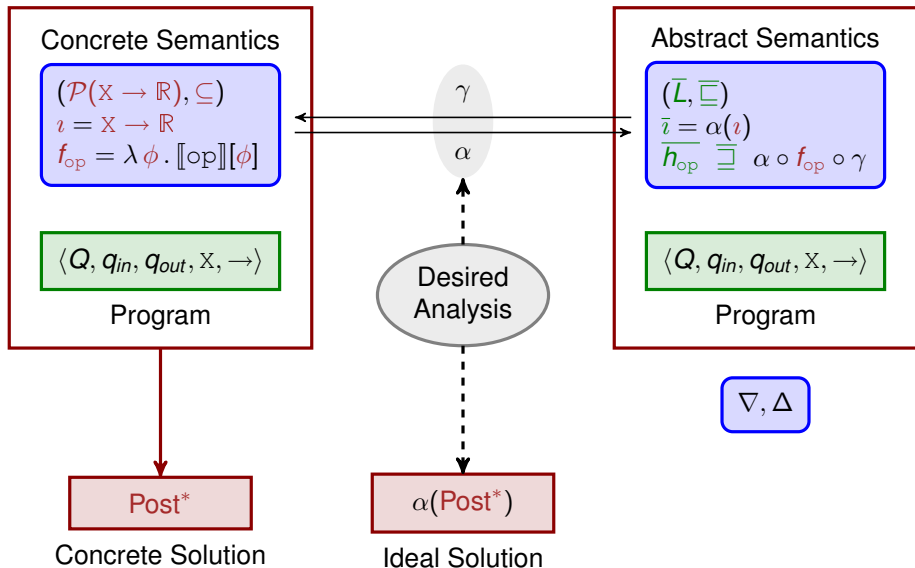 Concrete Semantics
(𝒫(X → ℝ), ⊆)
ı = X → ℝ
f_op = λ ϕ . ⟦op⟧[ϕ]
⟨Q, q_in, q_out, X, →⟩
Program
γ
α
Desired
Analysis
Abstract Semantics
(L̅, ⊑̅)
ı̅ = α(ı)
h̅_op ⊒̅ α ∘ f_op ∘ γ
⟨Q, q_in, q_out, X, →⟩
Program
∇, Δ
Post*
Concrete Solution
α(Post*)
Ideal Solution